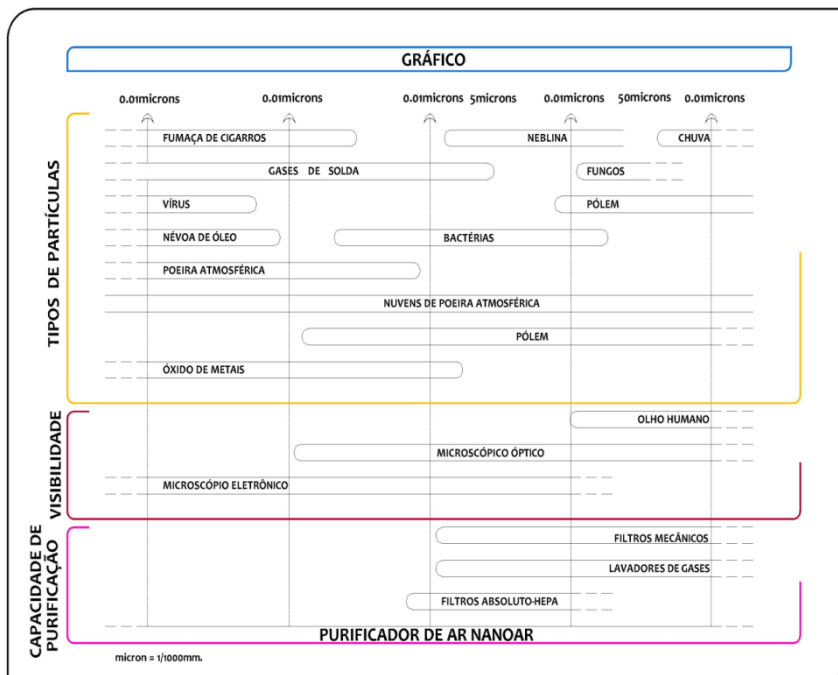 GRÁFICO
0.01microns 0.01microns 0.01microns 5microns 0.01microns 50microns 0.01microns
TIPOS DE PARTÍCULAS
FUMAÇA DE CIGARROS NEBLINA CHUVA
GASES DE SOLDA FUNGOS
VÍRUS PÓLEM
NÉVOA DE ÓLEO BACTÉRIAS
POEIRA ATMOSFÉRICA
NUVENS DE POEIRA ATMOSFÉRICA
PÓLEM
ÓXIDO DE METAIS
VISIBILIDADE
OLHO HUMANO
MICROSCÓPICO ÓPTICO
MICROSCÓPIO ELETRÔNICO
CAPACIDADE DE
PURIFICAÇÃO
FILTROS MECÂNICOS
LAVADORES DE GASES
FILTROS ABSOLUTO-HEPA
PURIFICADOR DE AR NANOAR
micron = 1/1000mm.